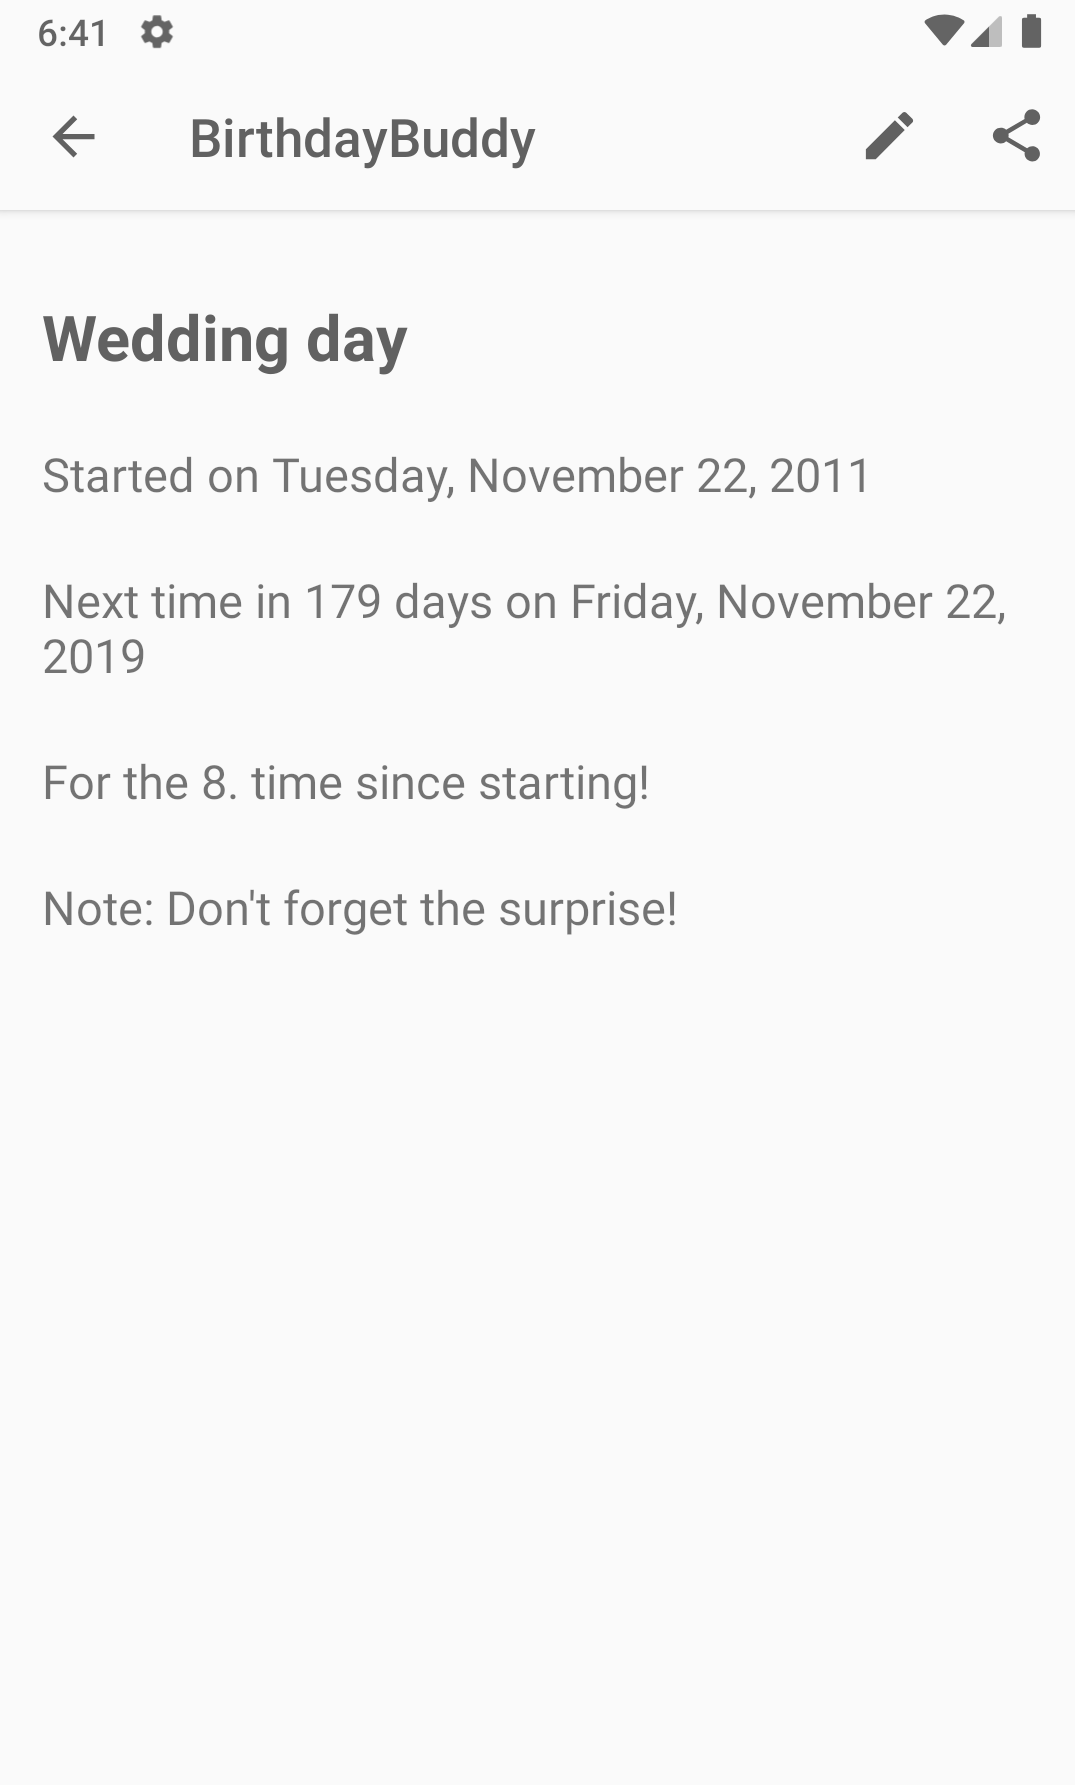 6:41
BirthdayBuddy
Wedding day
Started on Tuesday, November 22, 2011
Next time in 179 days on Friday, November 22,
2019
For the 8. time since starting!
Note: Don't forget the surprise!